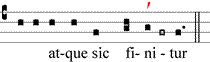 at-que sic fi- ni - tur